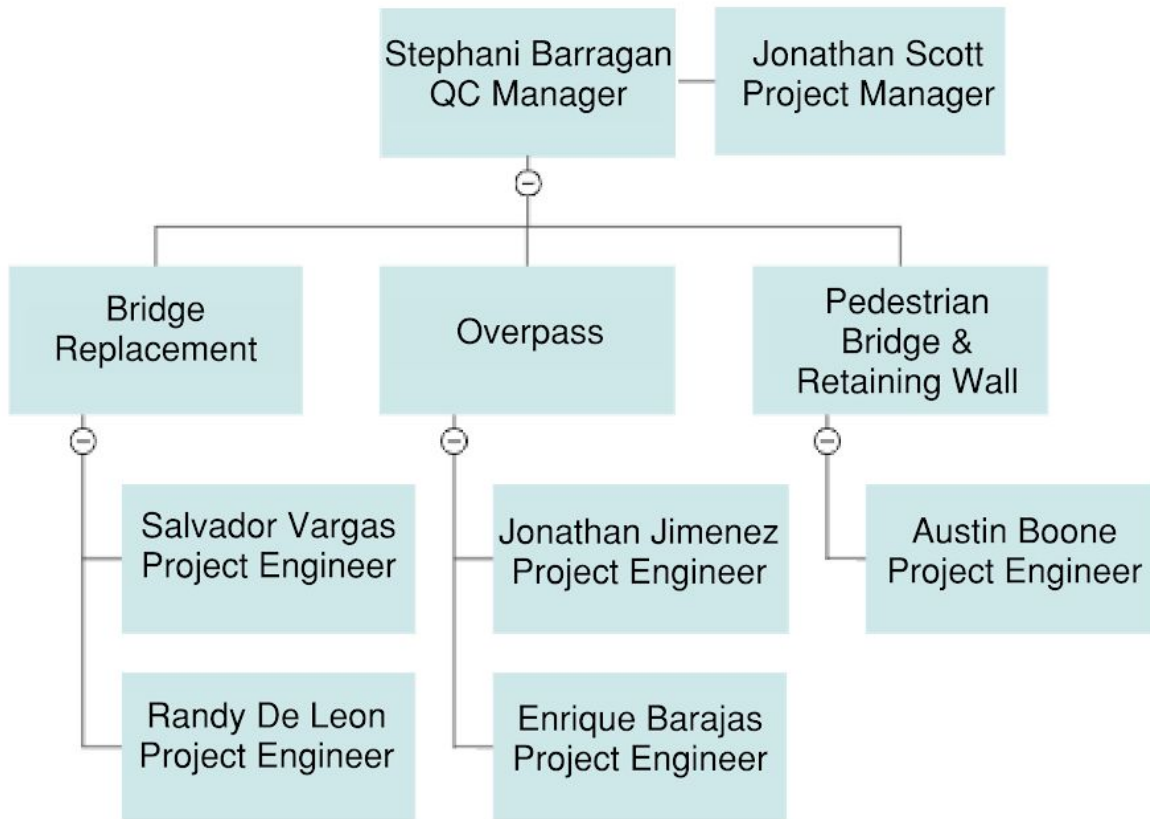 Stephani Barragan
QC Manager
Jonathan Scott
Project Manager
Bridge
Replacement
Overpass
Pedestrian
Bridge &
Retaining Wall
Salvador Vargas
Project Engineer
Randy De Leon
Project Engineer
Jonathan Jimenez
Project Engineer
Enrique Barajas
Project Engineer
Austin Boone
Project Engineer